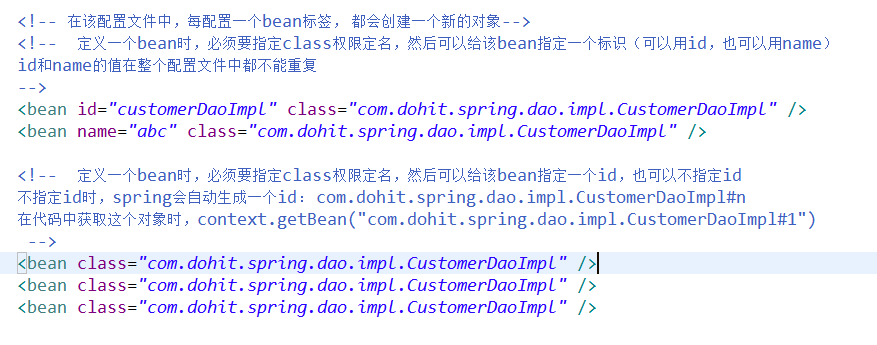 <!-- 在该配置文件中，每配置一个bean标签， 都会创建一个新的对象-->
<!--  定义一个bean时，必须要指定class权限定名，然后可以给该bean指定一个标识（可以用id，也可以用name）
id和name的值在整个配置文件中都不能重复
-->
<bean id="customerDaoImpl" class="com.dohit.spring.dao.impl.CustomerDaoImpl" />
<bean name="abc" class="com.dohit.spring.dao.impl.CustomerDaoImpl" />
<!--  定义一个bean时，必须要指定class权限定名，然后可以给该bean指定一个id，也可以不指定id
不指定id时，spring会自动生成一个id：com.dohit.spring.dao.impl.CustomerDaoImpl#n
在代码中获取这个对象时，context.getBean("com.dohit.spring.dao.impl.CustomerDaoImpl#1")
-->
<bean class="com.dohit.spring.dao.impl.CustomerDaoImpl" />
<bean class="com.dohit.spring.dao.impl.CustomerDaoImpl" />
<bean class="com.dohit.spring.dao.impl.CustomerDaoImpl" />